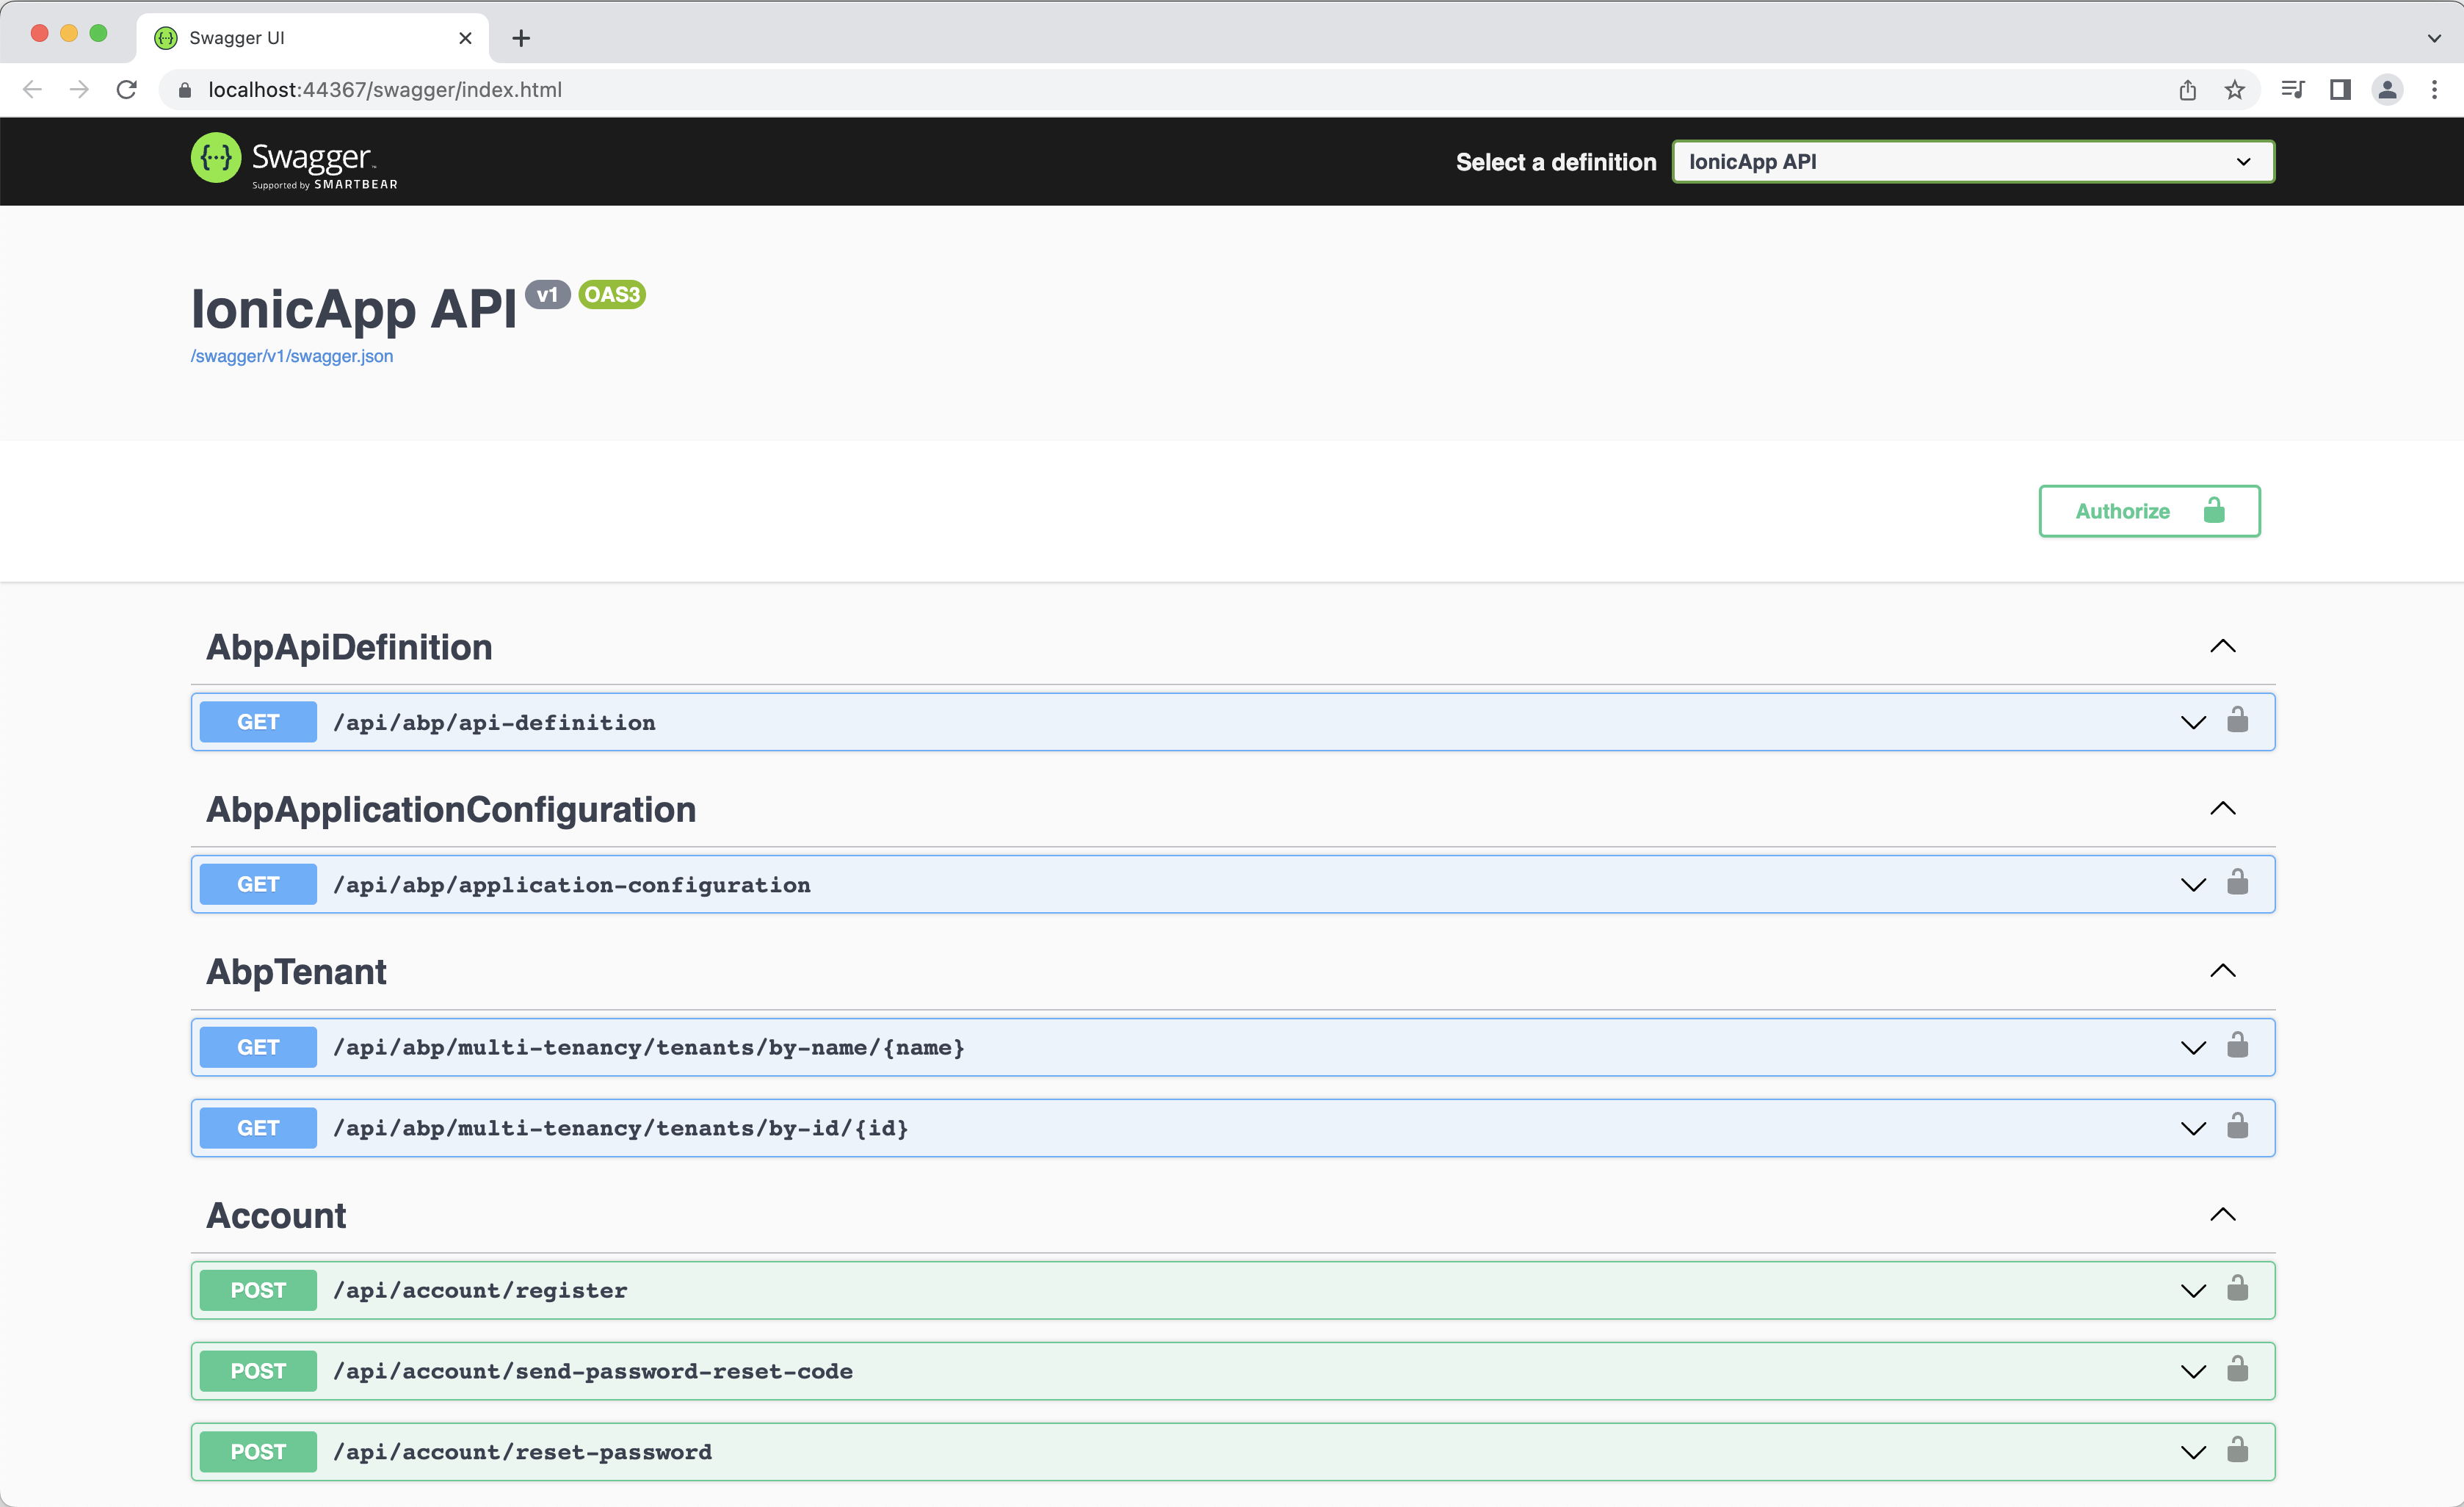 Swagger UI
localhost:44367/swagger/index.html
{···} Swagger™
Supported by SMARTBEAR
Select a definition
IonicApp API
IonicApp API v1 OAS3
/swagger/v1/swagger.json
Authorize
AbpApiDefinition
GET /api/abp/api-definition
AbpApplicationConfiguration
GET /api/abp/application-configuration
AbpTenant
GET /api/abp/multi-tenancy/tenants/by-name/{name}
GET /api/abp/multi-tenancy/tenants/by-id/{id}
Account
POST /api/account/register
POST /api/account/send-password-reset-code
POST /api/account/reset-password